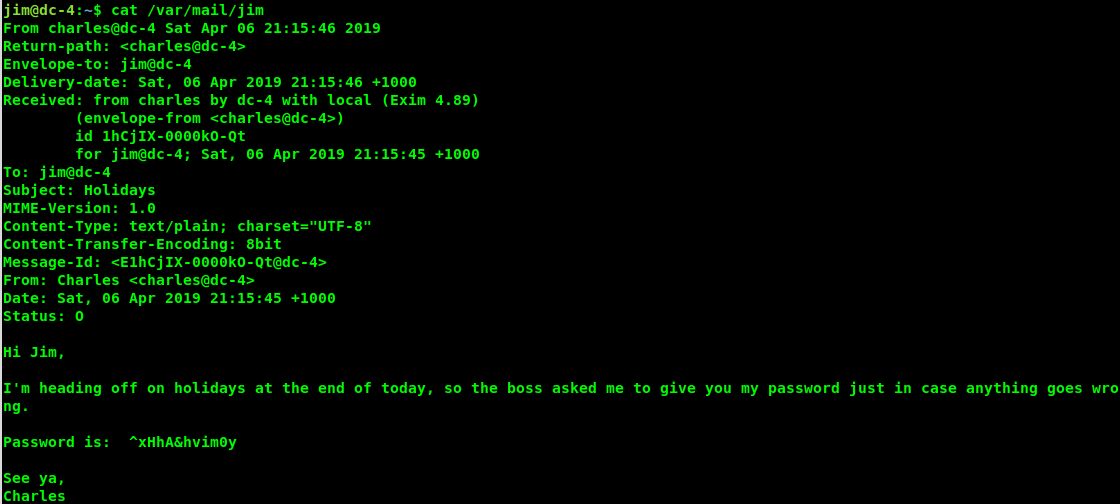 jim@dc-4:~$ cat /var/mail/jim
From charles@dc-4 Sat Apr 06 21:15:46 2019
Return-path: <charles@dc-4>
Envelope-to: jim@dc-4
Delivery-date: Sat, 06 Apr 2019 21:15:46 +1000
Received: from charles by dc-4 with local (Exim 4.89)
        (envelope-from <charles@dc-4>)
        id 1hCjIX-0000kO-Qt
        for jim@dc-4; Sat, 06 Apr 2019 21:15:45 +1000
To: jim@dc-4
Subject: Holidays
MIME-Version: 1.0
Content-Type: text/plain; charset="UTF-8"
Content-Transfer-Encoding: 8bit
Message-Id: <E1hCjIX-0000kO-Qt@dc-4>
From: Charles <charles@dc-4>
Date: Sat, 06 Apr 2019 21:15:45 +1000
Status: O

Hi Jim,

I'm heading off on holidays at the end of today, so the boss asked me to give you my password just in case anything goes wro
ng.

Password is:  ^xHhA&hvim0y

See ya,
Charles